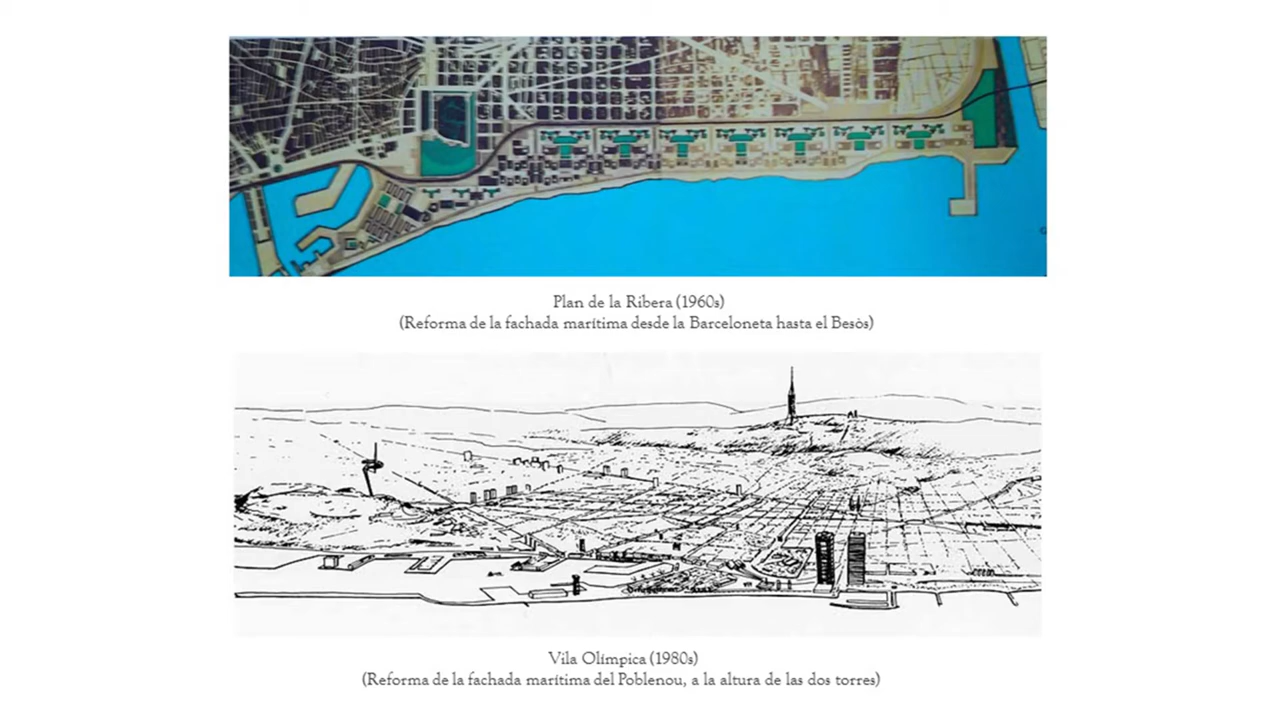 Plan de la Ribera (1960s)
(Reforma de la fachada marítima desde la Barceloneta hasta el Besòs)
Vila Olímpica (1980s)
(Reforma de la fachada marítima del Poblenou, a la altura de las dos torres)